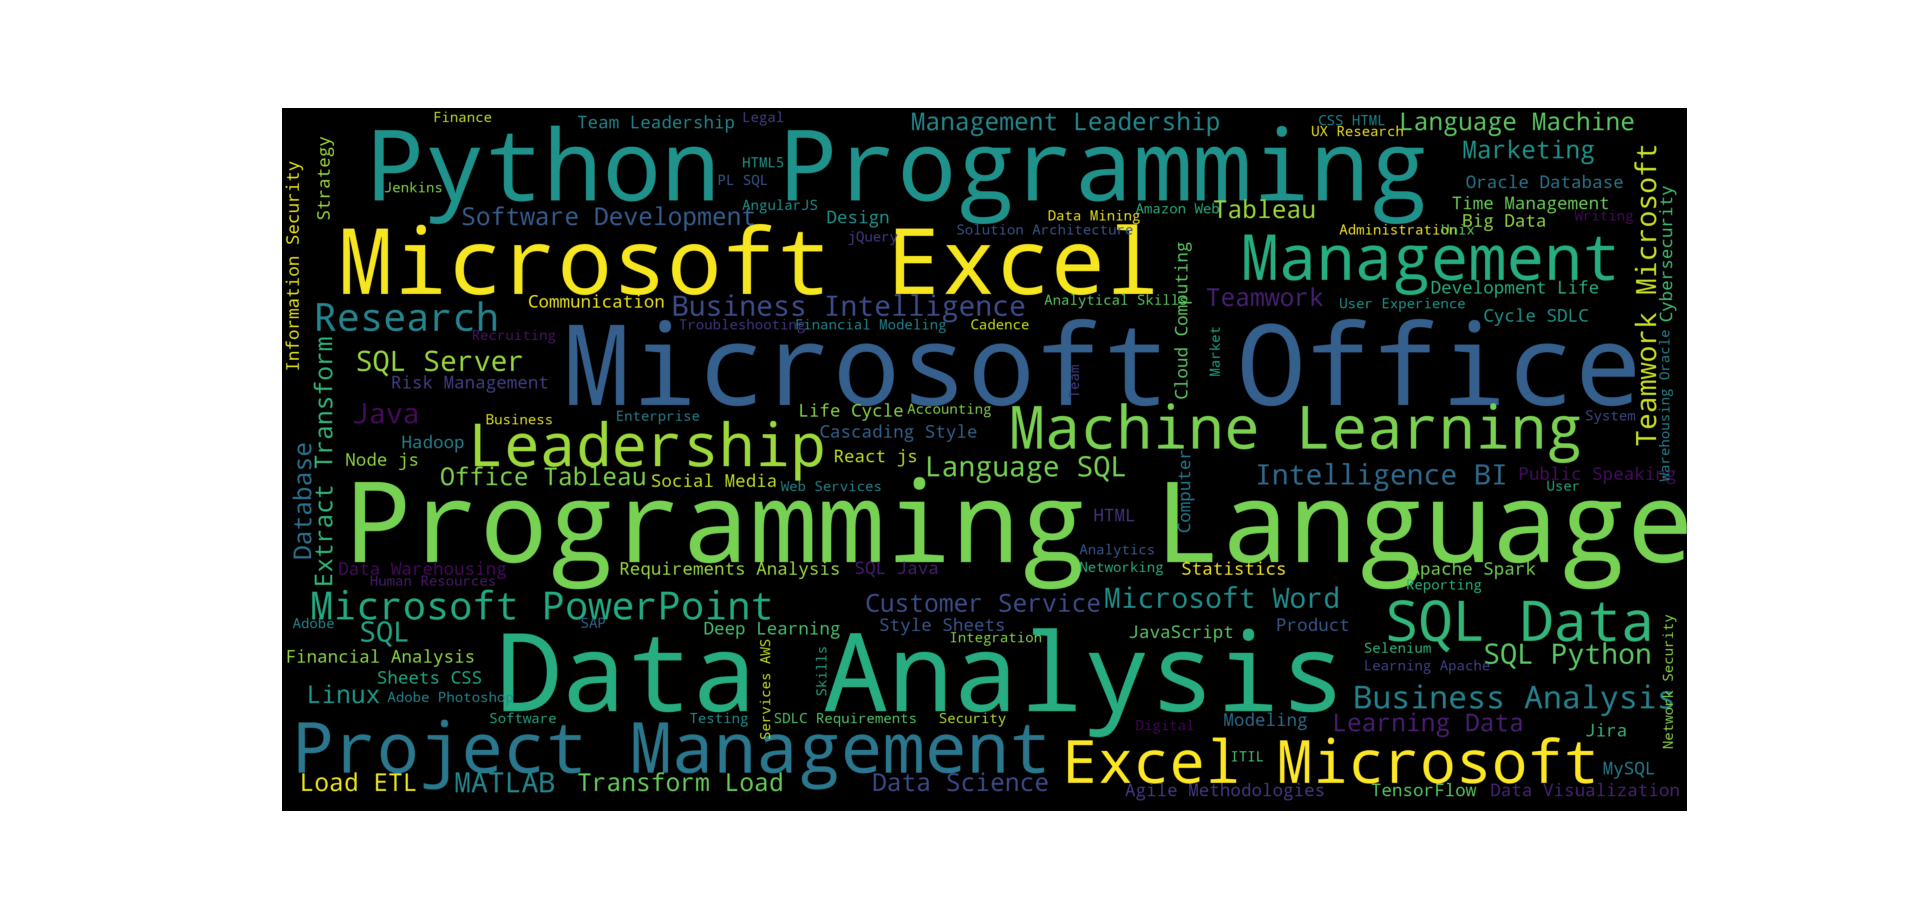 Finance
Team Leadership
Legal
Management Leadership
CSS HTML
UX Research
Language Machine
Python Programming
HTML5
PL SQL
Jenkins
AngularJS
Marketing
Oracle Database
Time Management
Big Data
Writing
Strategy
Information Security
Software Development
Design
jQuery
Data Mining
Amazon Web
Tableau
Solution Architecture
Administration
Unix
Microsoft Excel
Management
Teamwork Microsoft
Cybersecurity
Development Life
Communication
Business Intelligence
Analytical Skills
Cloud Computing
Teamwork
User Experience
Cycle SDLC
Research
Recruiting
Troubleshooting
Financial Modeling
Cadence
Market
Microsoft Office
Team
SQL Server
Risk Management
Extract Transform
Java
Business
Enterprise
Life Cycle
Accounting
System
Warehousing Oracle
Hadoop
Leadership
Cascading Style
Machine Learning
Node js
React js
Database
Office Tableau
Social Media
Web Services
Language SQL
Computer
Intelligence BI
Public Speaking
User
Programming Language
HTML
Analytics
Data Warehousing
Human Resources
Requirements Analysis
SQL Java
Networking
Statistics
Apache Spark
Reporting
Microsoft PowerPoint
Customer Service
Microsoft Word
SQL Data
Adobe
SQL
SAP
Deep Learning
Style Sheets
Integration
JavaScript
Product
Network Security
Financial Analysis
Sheets CSS
Data Analysis
Services AWS
Skills
Selenium
Learning Apache
SQL Python
Linux
Adobe Photoshop
Business Analysis
Software
Testing
SDLC Requirements
Security
Digital
Modeling
Learning Data
Jira
Project Management
Excel Microsoft
ITIL
MySQL
Load ETL
MATLAB
Transform Load
Data Science
Agile Methodologies
TensorFlow
Data Visualization